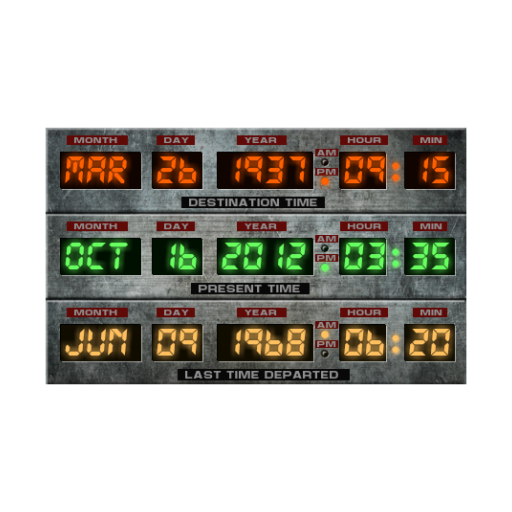 MONTH DAY YEAR HOUR MIN
MAR 26 1937 AM PM 09:15
DESTINATION TIME
MONTH DAY YEAR HOUR MIN
OCT 16 2012 AM PM 03:35
PRESENT TIME
MONTH DAY YEAR HOUR MIN
JUN 09 1968 AM PM 06:20
LAST TIME DEPARTED